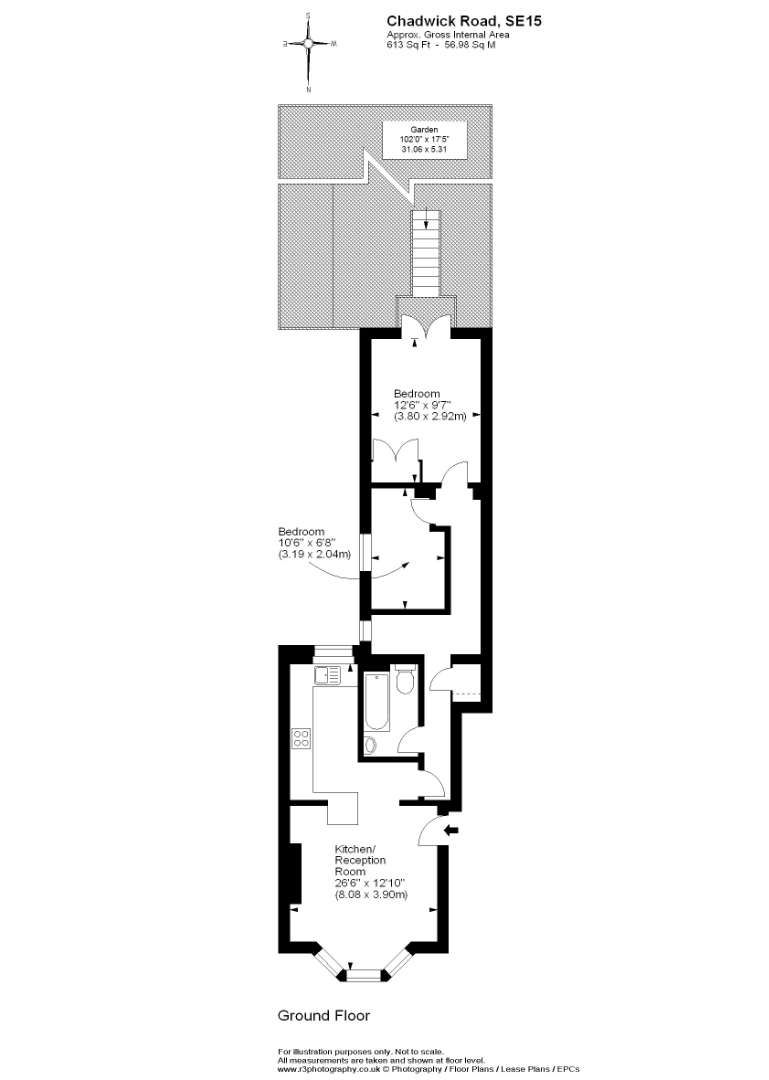 S
E W
N
Chadwick Road, SE15
Approx. Gross Internal Area
613 Sq Ft - 56.98 Sq M
Garden
102'0" x 17'5"
31.06 x 5.31
Bedroom
12'6" x 9'7"
(3.80 x 2.92m)
Bedroom
10'6" x 6'8"
(3.19 x 2.04m)
Kitchen/
Reception
Room
26'6" x 12'10"
(8.08 x 3.90m)
Ground Floor
For illustration purposes only. Not to scale.
All measurements are taken and shown at floor level.
www.r3photography.co.uk © Photography / Floor Plans / Lease Plans / EPCs